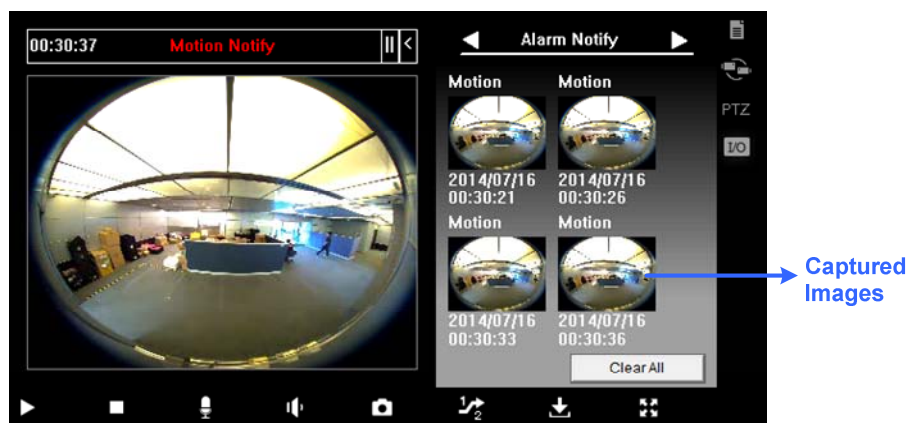 00:30:37 Motion Notify
Alarm Notify
Motion Motion
2014/07/16 2014/07/16
00:30:21 00:30:26
Motion Motion
2014/07/16 2014/07/16
00:30:33 00:30:36
Clear All
PTZ
I/O
1 2
Captured
Images